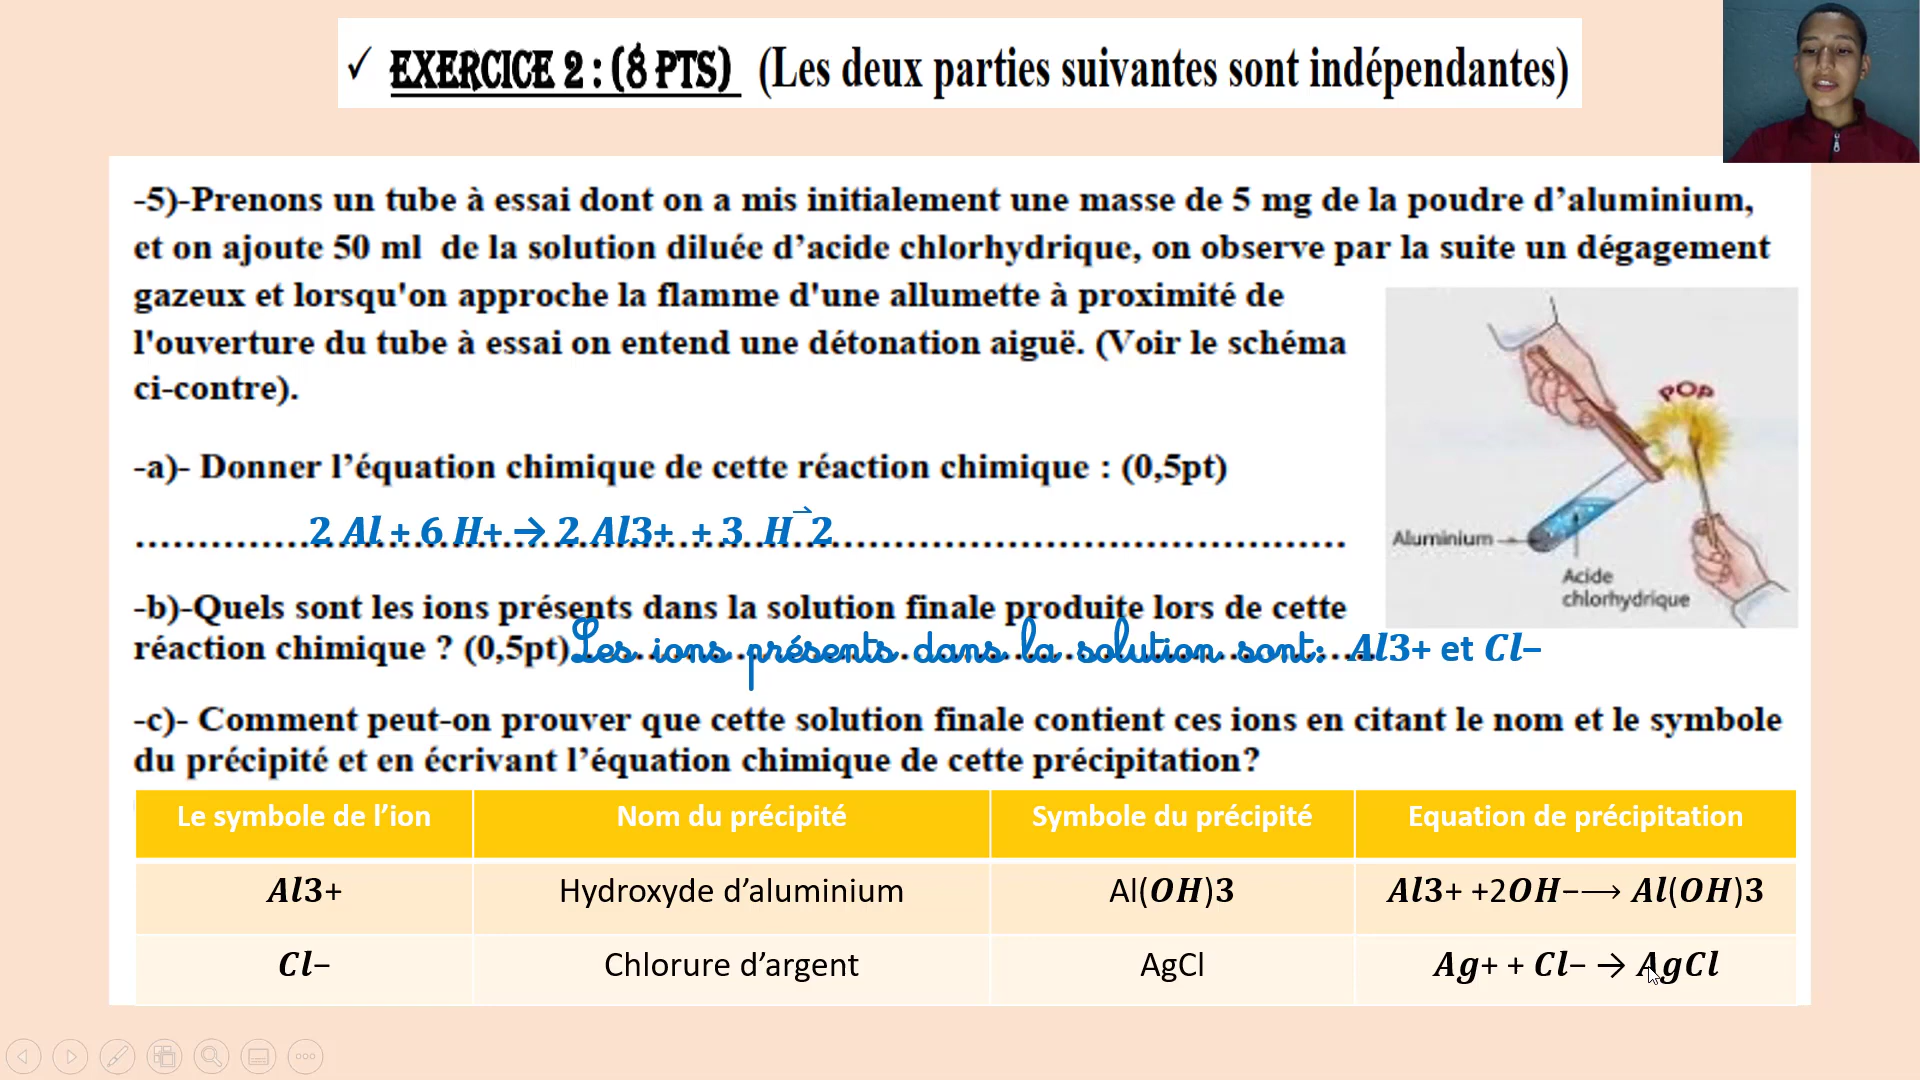 ✓ EXERCICE 2 : (8 PTS) (Les deux parties suivantes sont indépendantes)
-5)-Prenons un tube à essai dont on a mis initialement une masse de 5 mg de la poudre d’aluminium,
et on ajoute 50 ml de la solution diluée d’acide chlorhydrique, on observe par la suite un dégagement
gazeux et lorsqu'on approche la flamme d'une allumette à proximité de
l'ouverture du tube à essai on entend une détonation aiguë. (Voir le schéma
ci-contre).
POP
Aluminium
Acide
chlorhydrique
-a)- Donner l’équation chimique de cette réaction chimique : (0,5pt)
2 Al + 6 H+ → 2 Al3+ + 3 H⃗ 2
-b)-Quels sont les ions présents dans la solution finale produite lors de cette
réaction chimique ? (0,5pt) Les ions présents dans la solution sont: Al3+ et Cl−
-c)- Comment peut-on prouver que cette solution finale contient ces ions en citant le nom et le symbole
du précipité et en écrivant l’équation chimique de cette précipitation?
Le symbole de l’ion Nom du précipité Symbole du précipité Equation de précipitation
Al3+ Hydroxyde d’aluminium Al(OH)3 Al3+ +2OH−⟶ Al(OH)3
Cl− Chlorure d’argent AgCl Ag+ + Cl− → AgCl